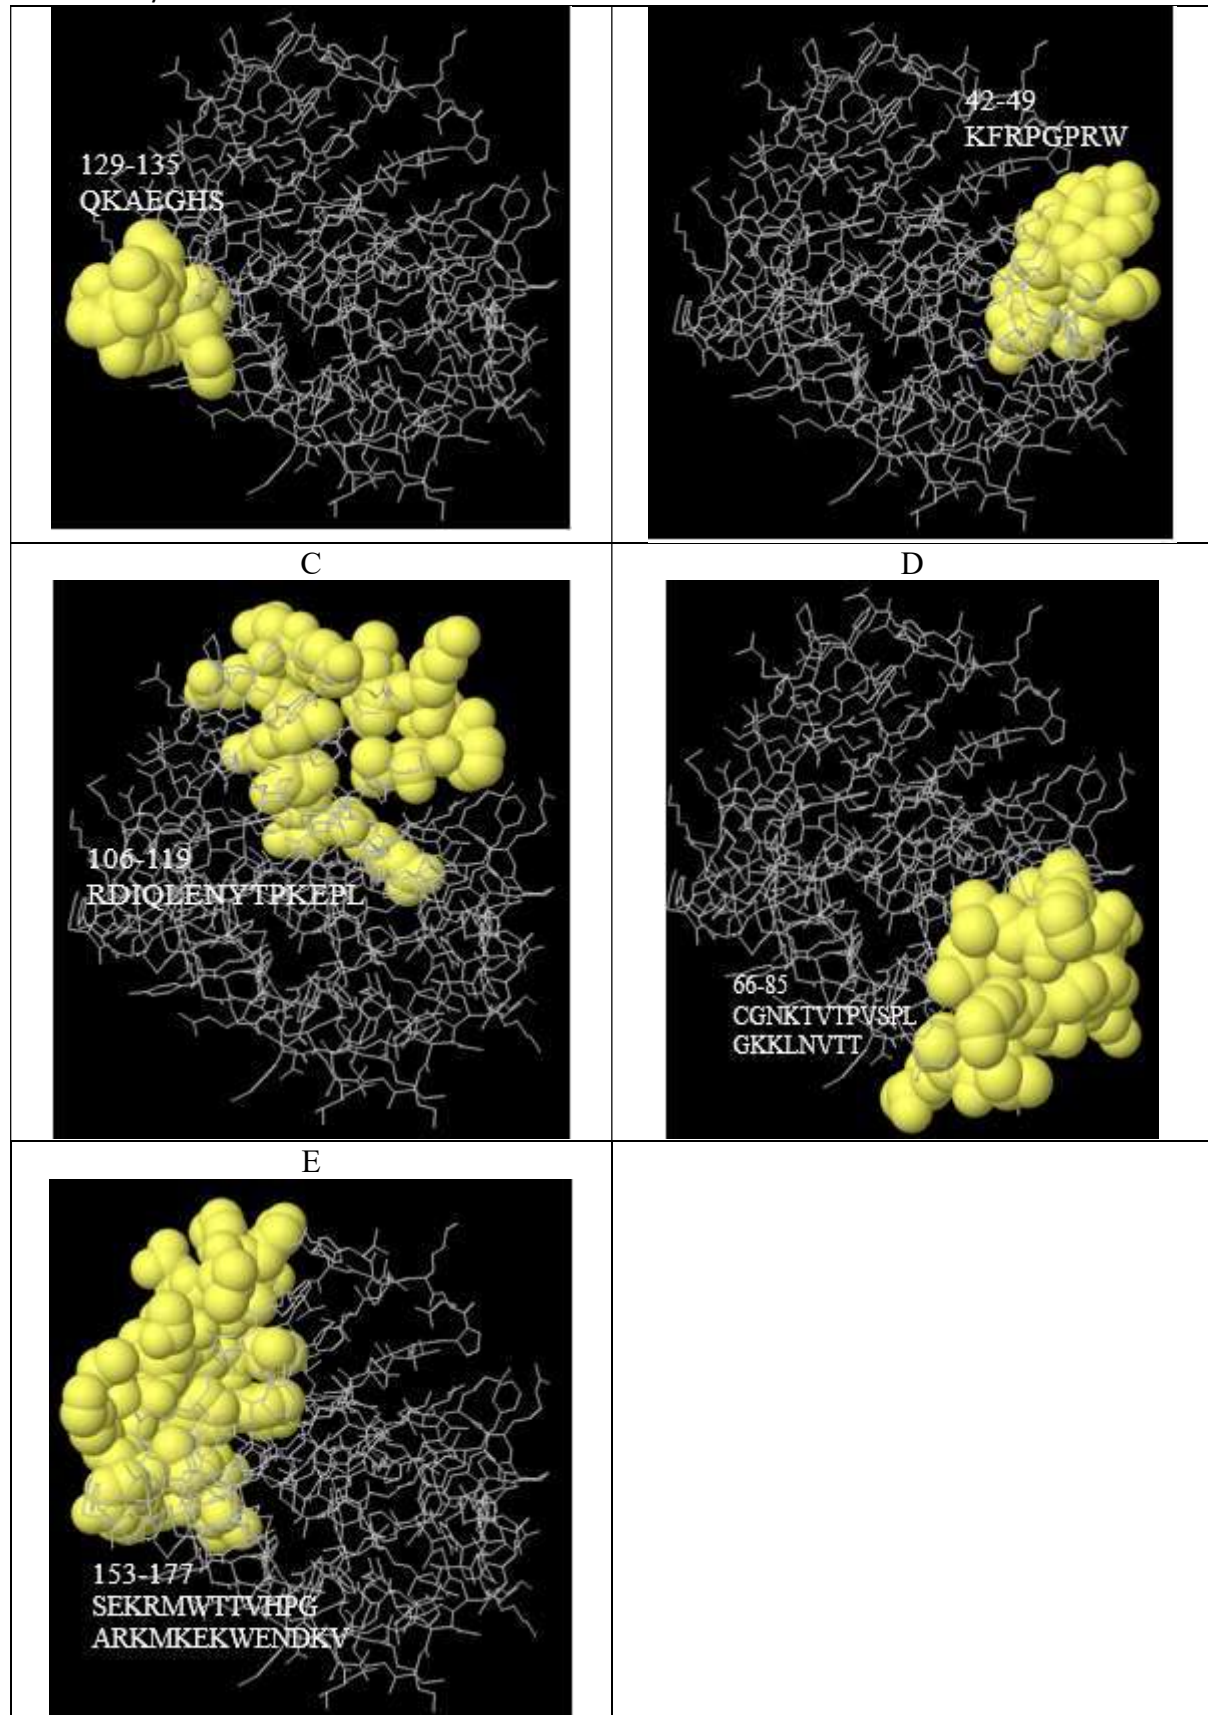 129-135
QKAEGHS
42-49
KFRPGPRW
C
D
106-119
RDIQLENYTPKEPL
66-85
CGNKTVTPVSPL
GKKLNVTT
E
153-177
SEKRMWTTVHPG
ARKMKEKWENDKV